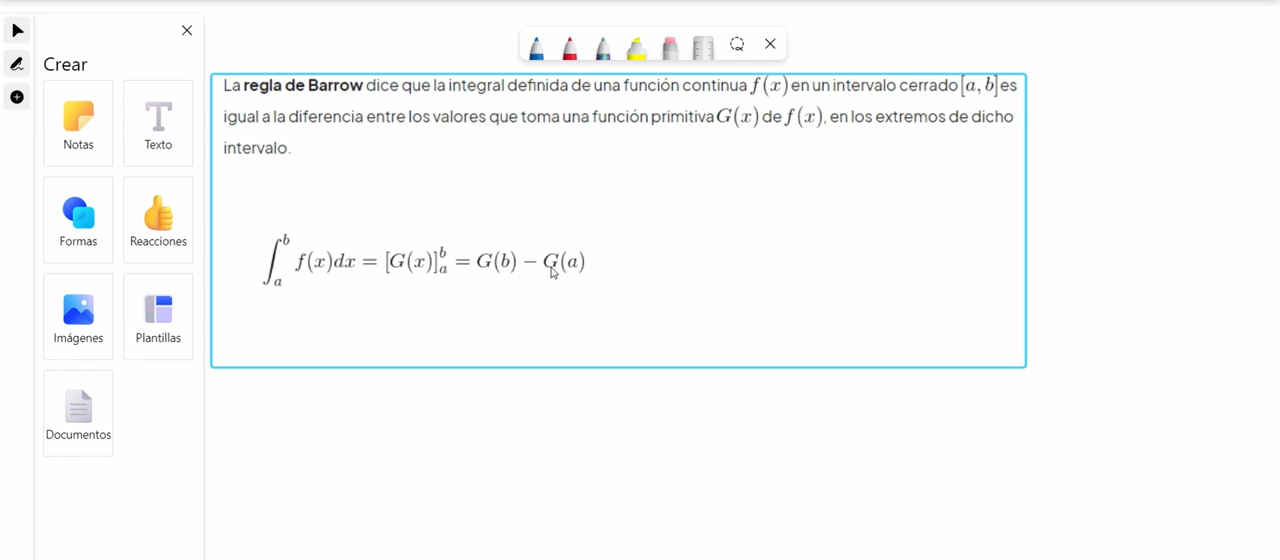 Crear
Notas
Texto
Formas
Reacciones
Imágenes
Plantillas
Documentos
La regla de Barrow dice que la integral definida de una función continua f(x) en un intervalo cerrado [a, b] es
igual a la diferencia entre los valores que toma una función primitiva G(x) de f(x), en los extremos de dicho
intervalo.
∫_a^b f(x)dx = [G(x)]_a^b = G(b) − G(a)